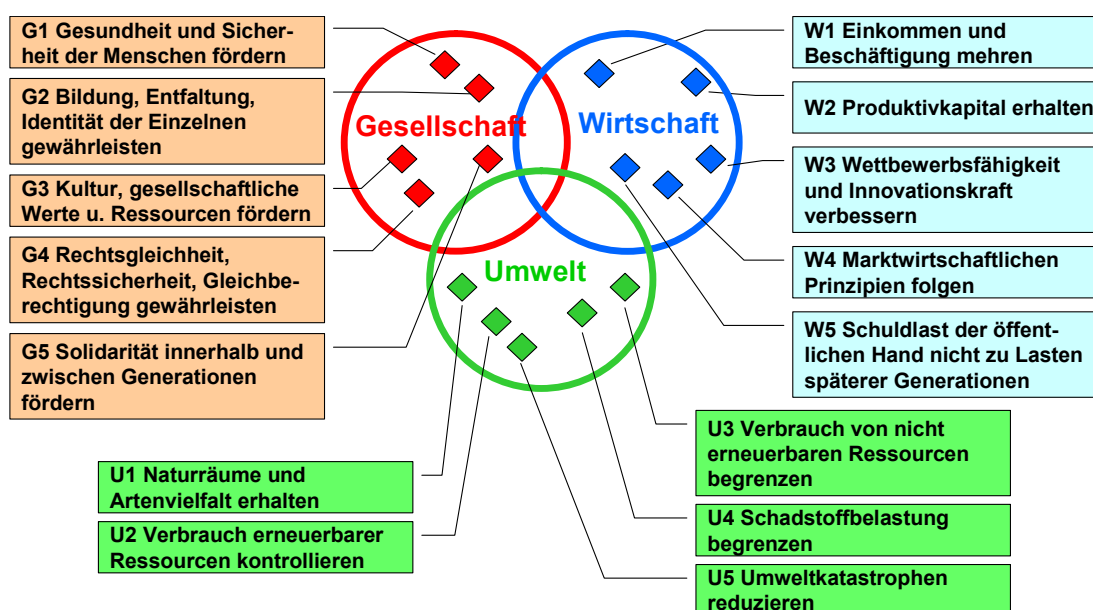 G1 Gesundheit und Sicher-
heit der Menschen fördern
G2 Bildung, Entfaltung,
Identität der Einzelnen
gewährleisten
G3 Kultur, gesellschaftliche
Werte u. Ressourcen fördern
G4 Rechtsgleichheit,
Rechtssicherheit, Gleichbe-
rechtigung gewährleisten
G5 Solidarität innerhalb und
zwischen Generationen
fördern
Gesellschaft
Wirtschaft
Umwelt
W1 Einkommen und
Beschäftigung mehren
W2 Produktivkapital erhalten
W3 Wettbewerbsfähigkeit
und Innovationskraft
verbessern
W4 Marktwirtschaftlichen
Prinzipien folgen
W5 Schuldlast der öffent-
lichen Hand nicht zu Lasten
späterer Generationen
U1 Naturräume und
Artenvielfalt erhalten
U2 Verbrauch erneuerbarer
Ressourcen kontrollieren
U3 Verbrauch von nicht
erneuerbaren Ressourcen
begrenzen
U4 Schadstoffbelastung
begrenzen
U5 Umweltkatastrophen
reduzieren